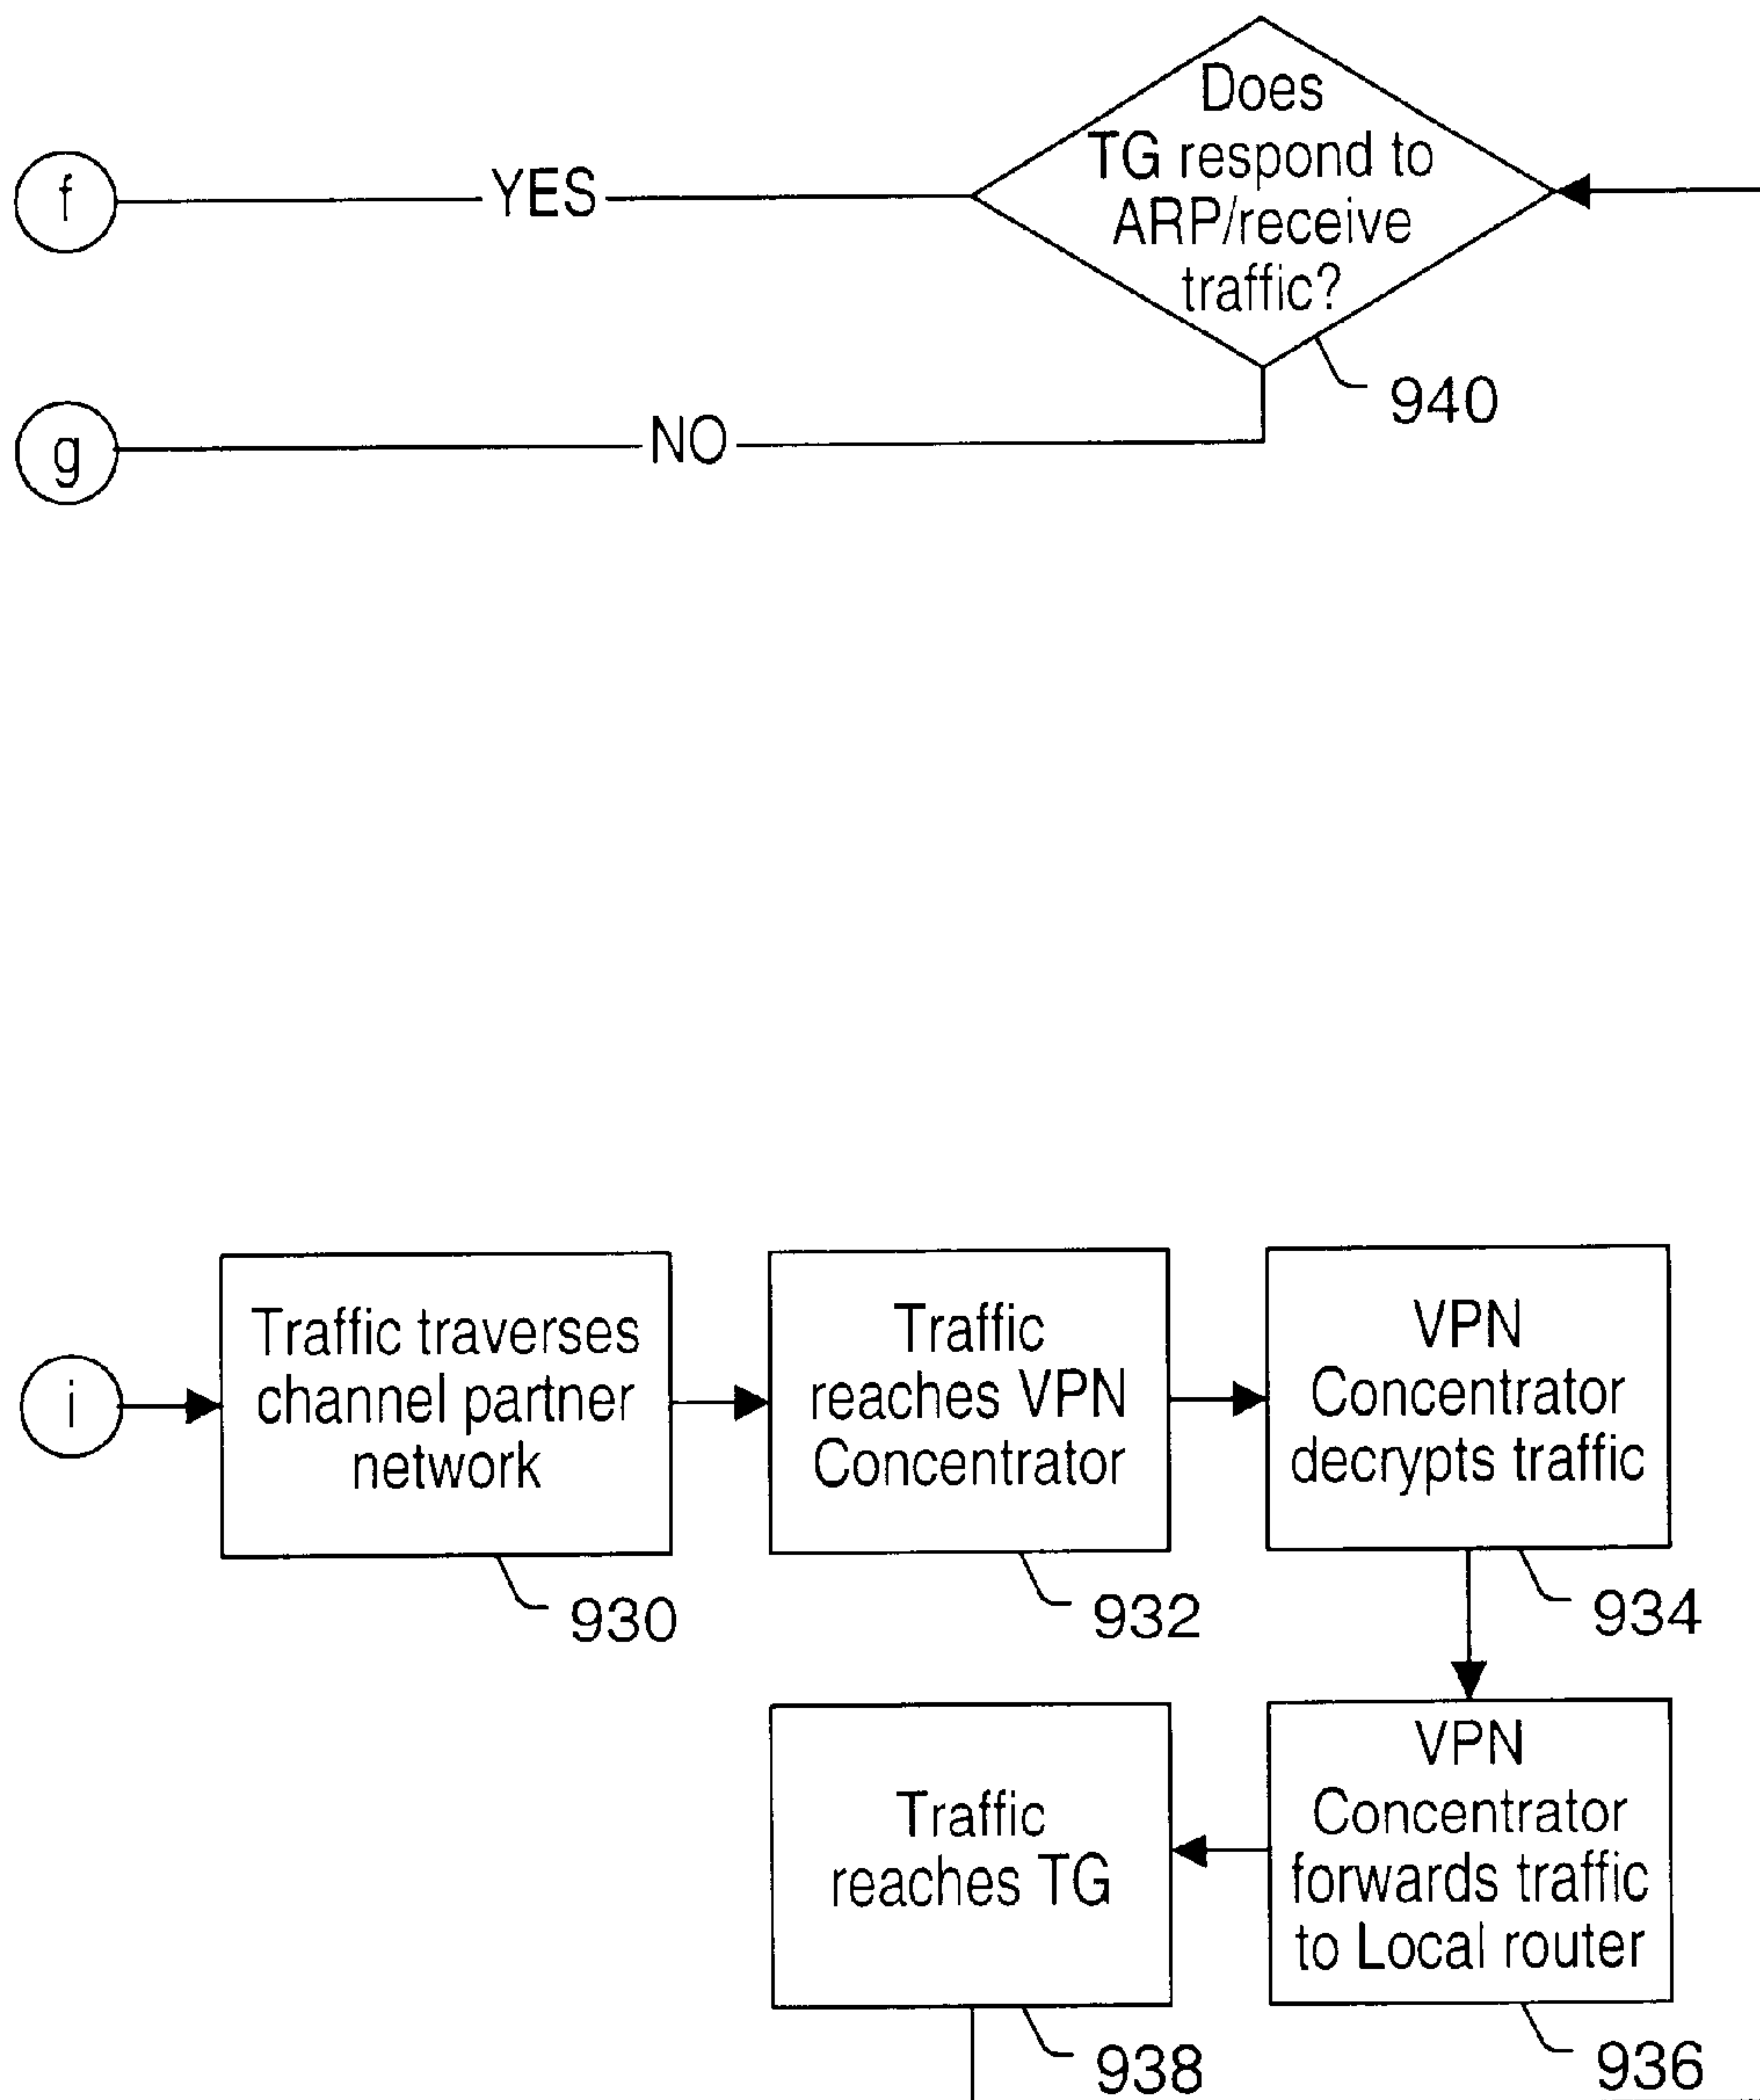 Does
TG respond to
ARP/receive
traffic?
f
YES
940
g
NO
i
Traffic traverses
channel partner
network
930
Traffic
reaches VPN
Concentrator
932
VPN
Concentrator
decrypts traffic
934
Traffic
reaches TG
938
VPN
Concentrator
forwards traffic
to Local router
936